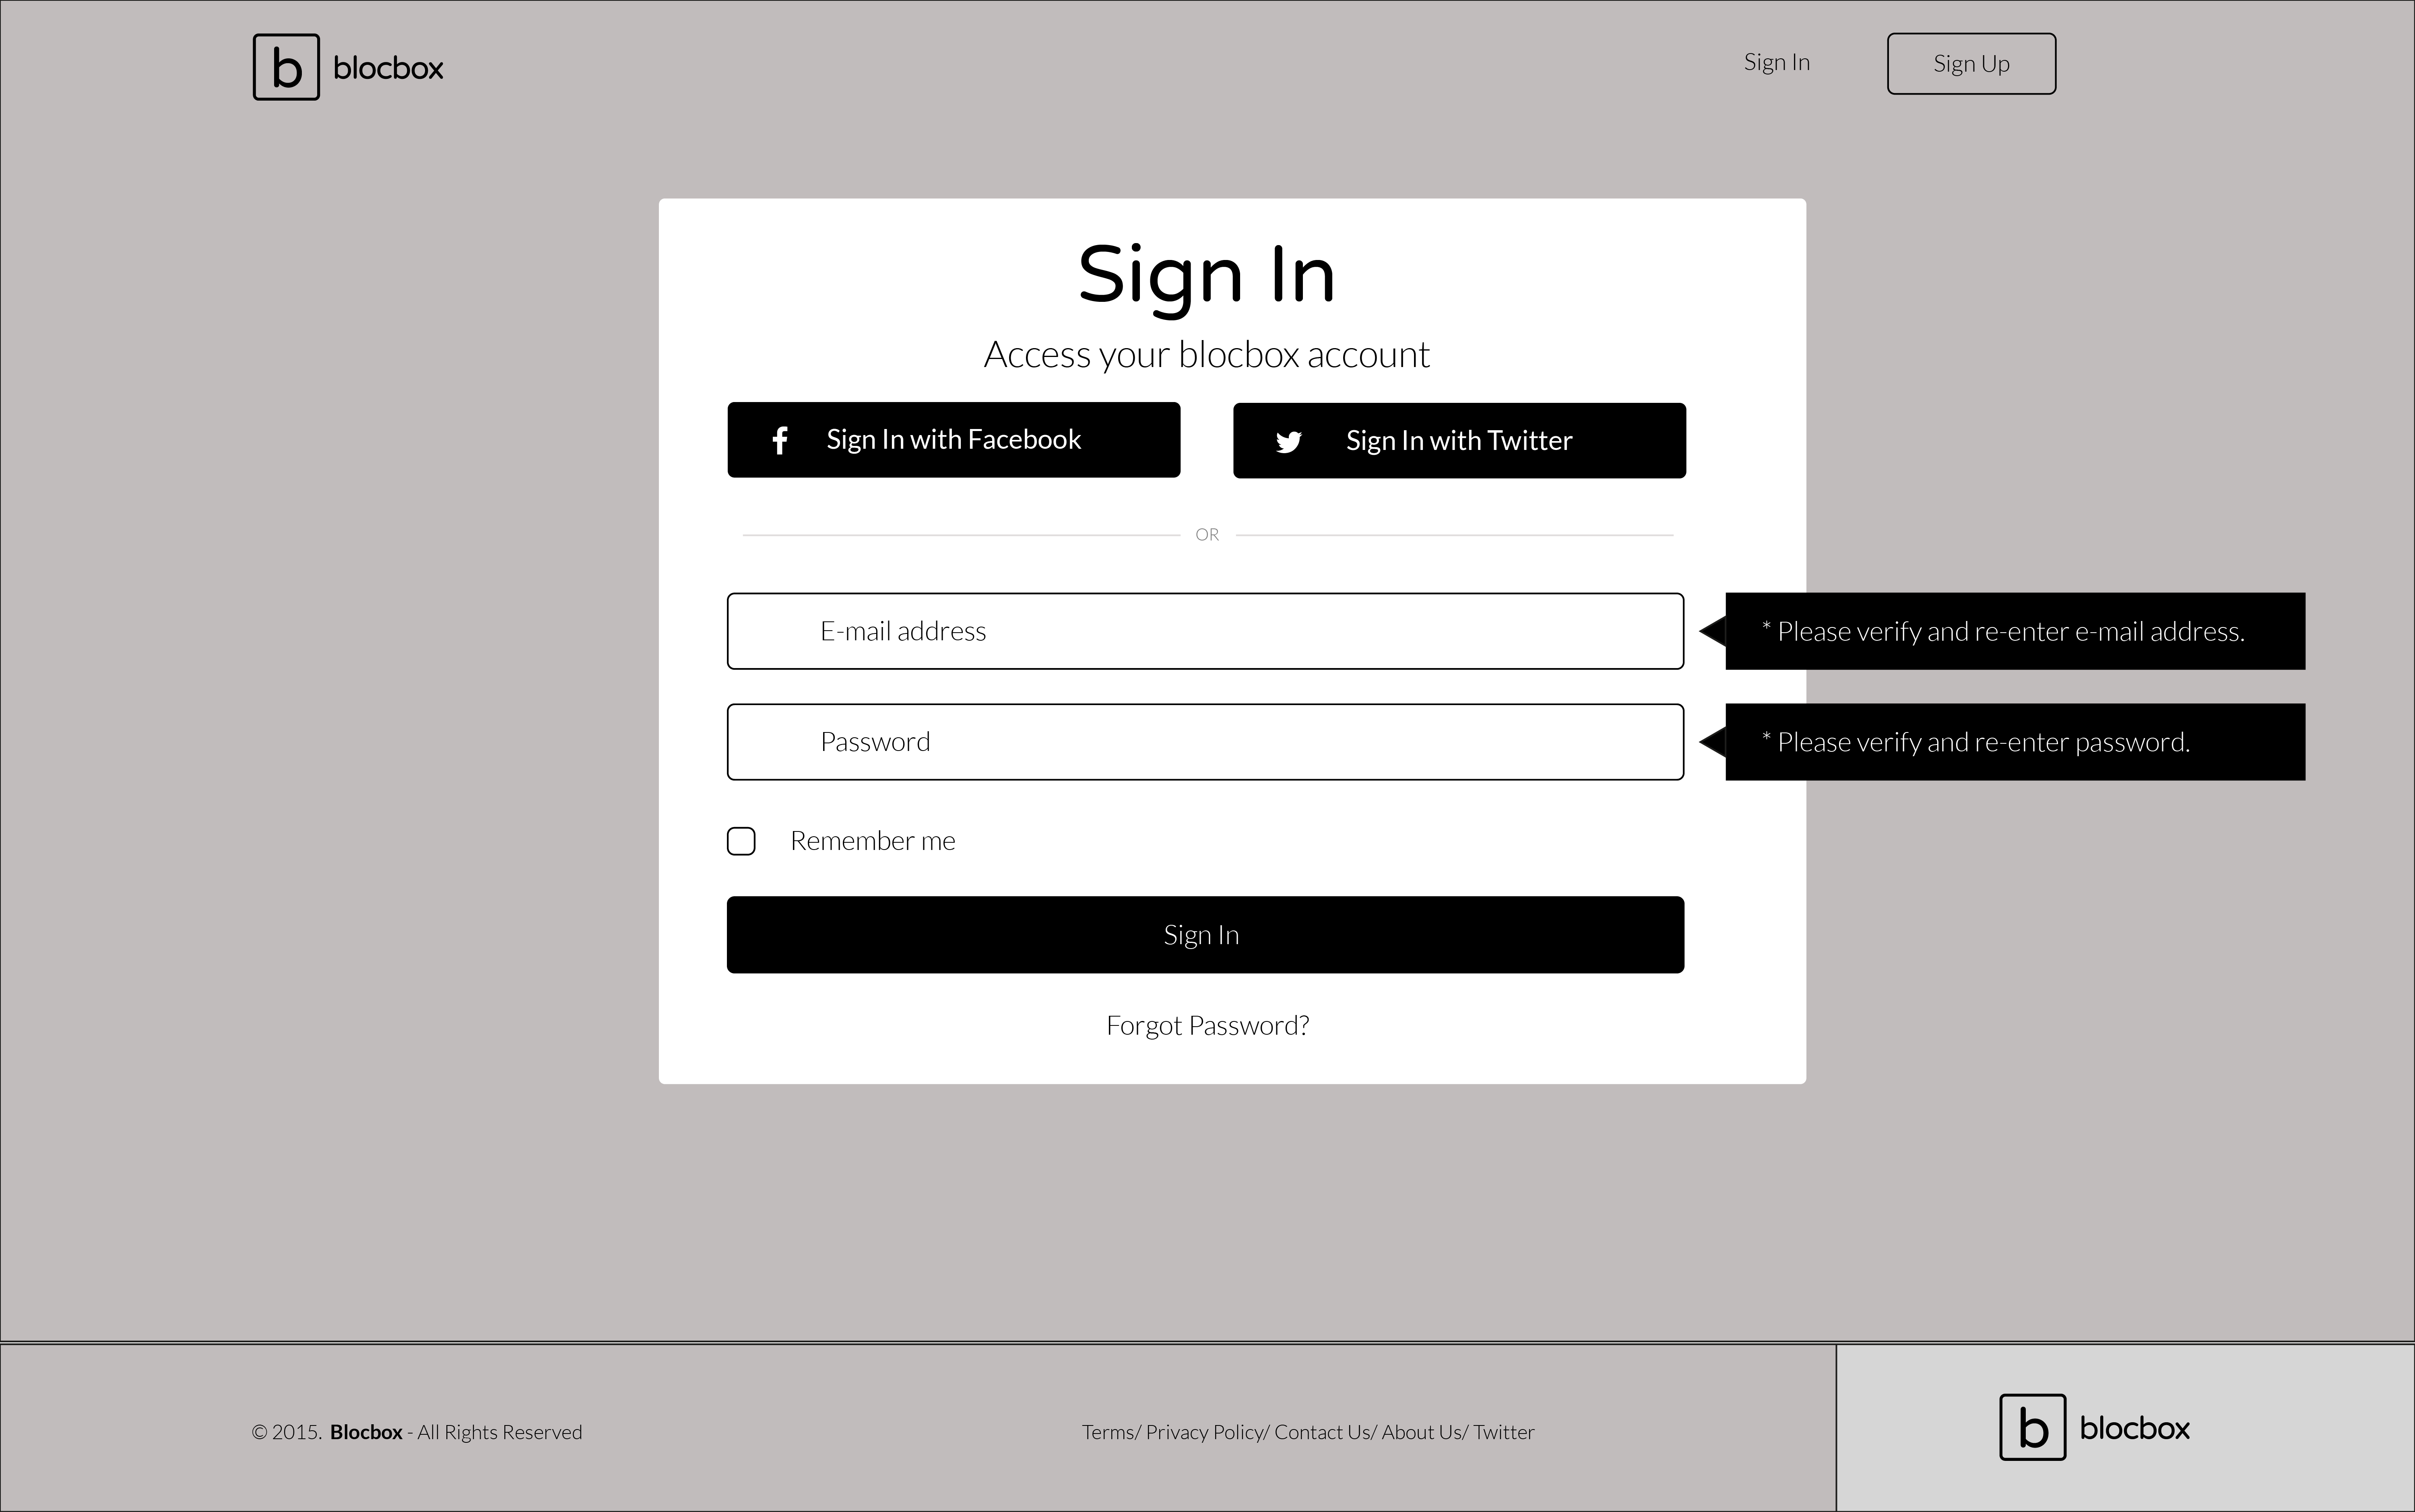 b blocbox
Sign In
Sign Up
Sign In
Access your blocbox account
Sign In with Facebook
Sign In with Twitter
OR
E-mail address
* Please verify and re-enter e-mail address.
Password
* Please verify and re-enter password.
Remember me
Sign In
Forgot Password?
© 2015. Blocbox - All Rights Reserved
Terms/ Privacy Policy/ Contact Us/ About Us/ Twitter
b blocbox